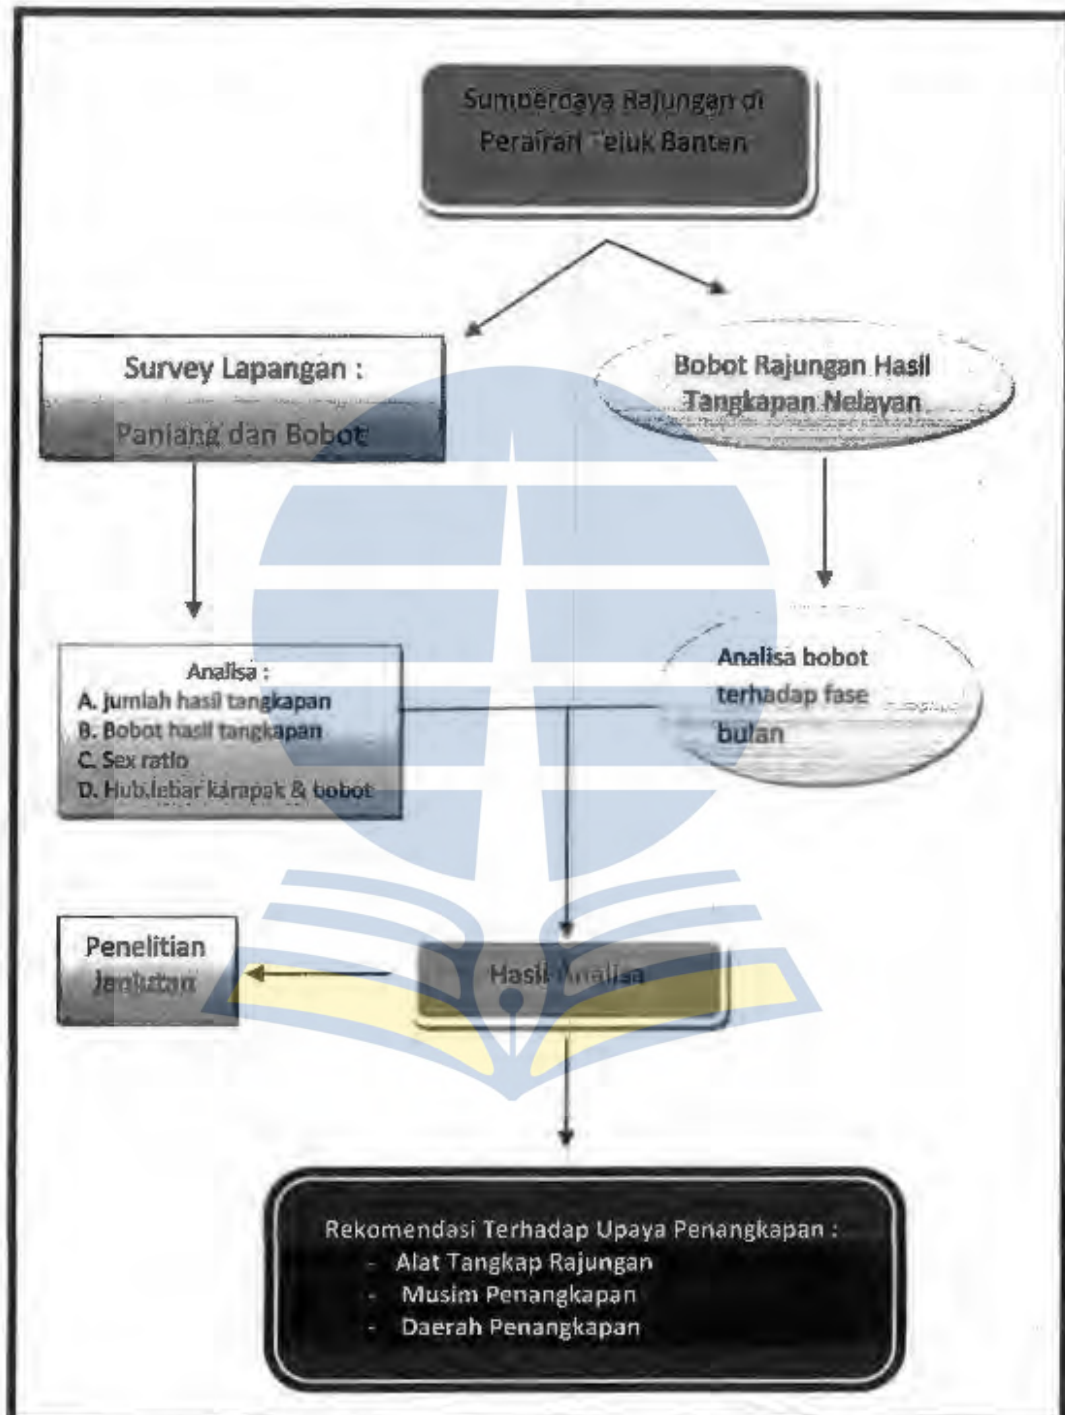 Sumberdaya Rajungan di
Perairan Teluk Banten
Survey Lapangan :
Panjang dan Bobot
Bobot Rajungan Hasil
Tangkapan Nelayan
Analisa :
A. jumlah hasil tangkapan
B. Bobot hasil tangkapan
C. Sex ratio
D. Hub.lebar karapak & bobot
Analisa bobot
terhadap fase
bulan
Penelitian
lanjutan
Hasil Analisa
Rekomendasi Terhadap Upaya Penangkapan :
- Alat Tangkap Rajungan
- Musim Penangkapan
- Daerah Penangkapan